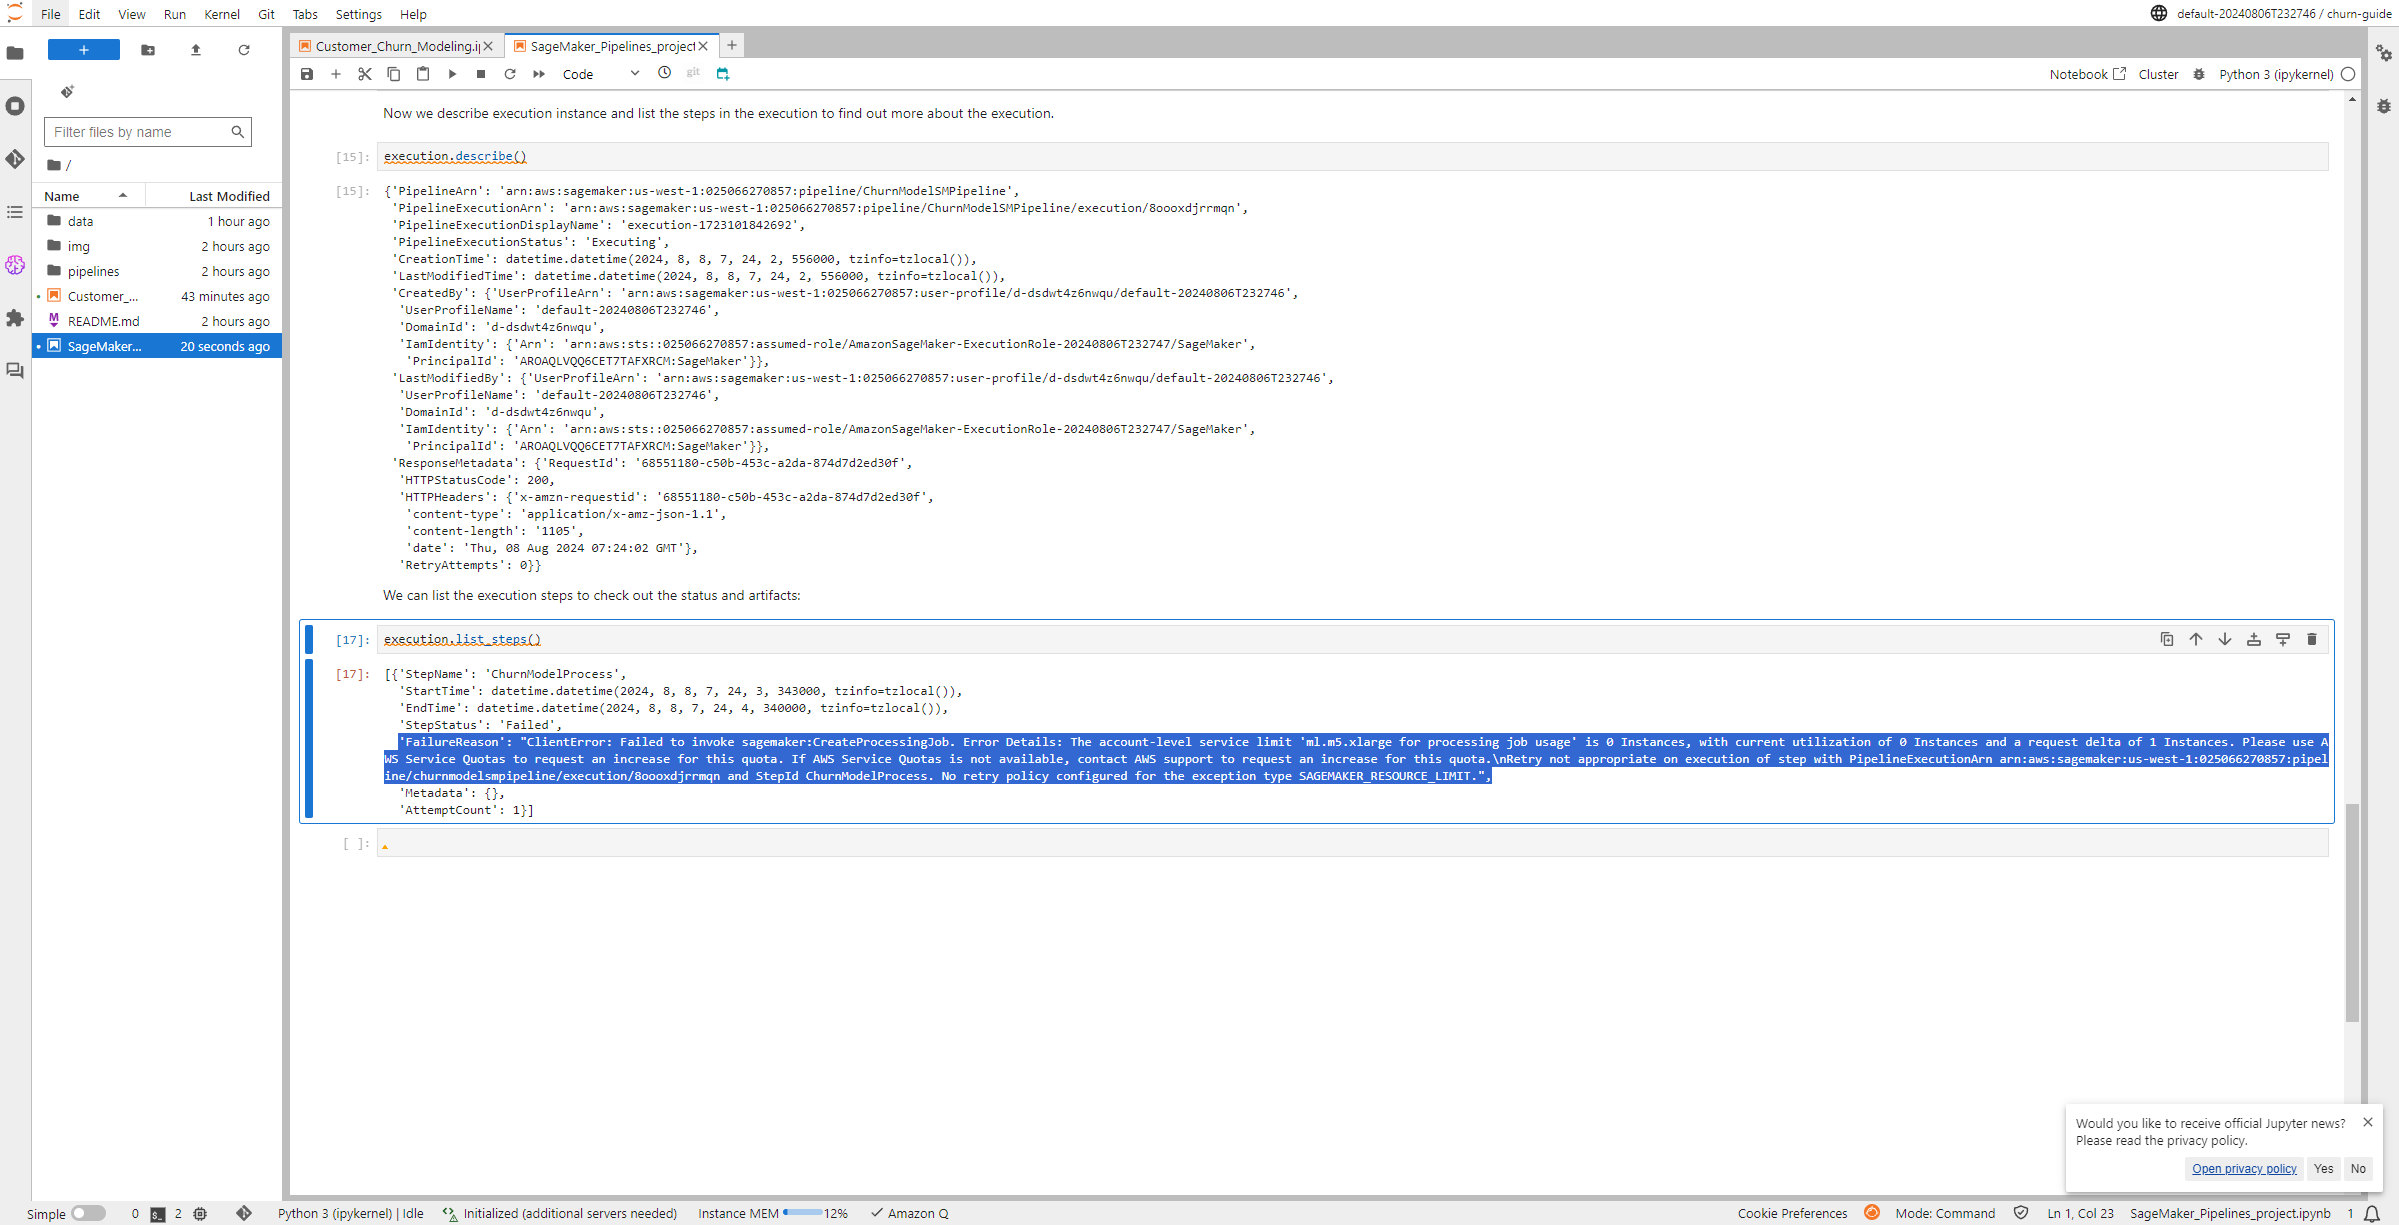 File Edit View Run Kernel Git Tabs Settings Help
default-20240806T232746 / churn-guide
Customer_Churn_Modeling.i
SageMaker_Pipelines_project
Code
git
Notebook
Cluster
Python 3 (ipykernel)
Filter files by name
/
Name Last Modified
data 1 hour ago
img 2 hours ago
pipelines 2 hours ago
Customer_... 43 minutes ago
README.md 2 hours ago
SageMaker... 20 seconds ago
Now we describe execution instance and list the steps in the execution to find out more about the execution.
[15]: execution.describe()
[15]: {'PipelineArn': 'arn:aws:sagemaker:us-west-1:025066270857:pipeline/ChurnModelSMPipeline',
'PipelineExecutionArn': 'arn:aws:sagemaker:us-west-1:025066270857:pipeline/ChurnModelSMPipeline/execution/8oooxdjrrmqn',
'PipelineExecutionDisplayName': 'execution-1723101842692',
'PipelineExecutionStatus': 'Executing',
'CreationTime': datetime.datetime(2024, 8, 8, 7, 24, 2, 556000, tzinfo=tzlocal()),
'LastModifiedTime': datetime.datetime(2024, 8, 8, 7, 24, 2, 556000, tzinfo=tzlocal()),
'CreatedBy': {'UserProfileArn': 'arn:aws:sagemaker:us-west-1:025066270857:user-profile/d-dsdwt4z6nwqu/default-20240806T232746',
'UserProfileName': 'default-20240806T232746',
'DomainId': 'd-dsdwt4z6nwqu',
'IamIdentity': {'Arn': 'arn:aws:sts::025066270857:assumed-role/AmazonSageMaker-ExecutionRole-20240806T232747/SageMaker',
'PrincipalId': 'AROAQLVQQ6CET7TAFXRCM:SageMaker'}},
'LastModifiedBy': {'UserProfileArn': 'arn:aws:sagemaker:us-west-1:025066270857:user-profile/d-dsdwt4z6nwqu/default-20240806T232746',
'UserProfileName': 'default-20240806T232746',
'DomainId': 'd-dsdwt4z6nwqu',
'IamIdentity': {'Arn': 'arn:aws:sts::025066270857:assumed-role/AmazonSageMaker-ExecutionRole-20240806T232747/SageMaker',
'PrincipalId': 'AROAQLVQQ6CET7TAFXRCM:SageMaker'}},
'ResponseMetadata': {'RequestId': '68551180-c50b-453c-a2da-874d7d2ed30f',
'HTTPStatusCode': 200,
'HTTPHeaders': {'x-amzn-requestid': '68551180-c50b-453c-a2da-874d7d2ed30f',
'content-type': 'application/x-amz-json-1.1',
'content-length': '1105',
'date': 'Thu, 08 Aug 2024 07:24:02 GMT'},
'RetryAttempts': 0}}
We can list the execution steps to check out the status and artifacts:
[17]: execution.list_steps()
[17]: [{'StepName': 'ChurnModelProcess',
'StartTime': datetime.datetime(2024, 8, 8, 7, 24, 3, 343000, tzinfo=tzlocal()),
'EndTime': datetime.datetime(2024, 8, 8, 7, 24, 4, 340000, tzinfo=tzlocal()),
'StepStatus': 'Failed',
'FailureReason': "ClientError: Failed to invoke sagemaker:CreateProcessingJob. Error Details: The account-level service limit 'ml.m5.xlarge for processing job usage' is 0 Instances, with current utilization of 0 Instances and a request delta of 1 Instances. Please use A
WS Service Quotas to request an increase for this quota. If AWS Service Quotas is not available, contact AWS support to request an increase for this quota.\nRetry not appropriate on execution of step with PipelineExecutionArn arn:aws:sagemaker:us-west-1:025066270857:pipel
ine/churnmodelsmpipeline/execution/8oooxdjrrmqn and StepId ChurnModelProcess. No retry policy configured for the exception type SAGEMAKER_RESOURCE_LIMIT.",
'Metadata': {},
'AttemptCount': 1}]
[ ]:
Would you like to receive official Jupyter news?
Please read the privacy policy.
Open privacy policy Yes No
Simple 0 2 Python 3 (ipykernel) | Idle Initialized (additional servers needed) Instance MEM 12% Amazon Q Cookie Preferences Mode: Command Ln 1, Col 23 SageMaker_Pipelines_project.ipynb 1